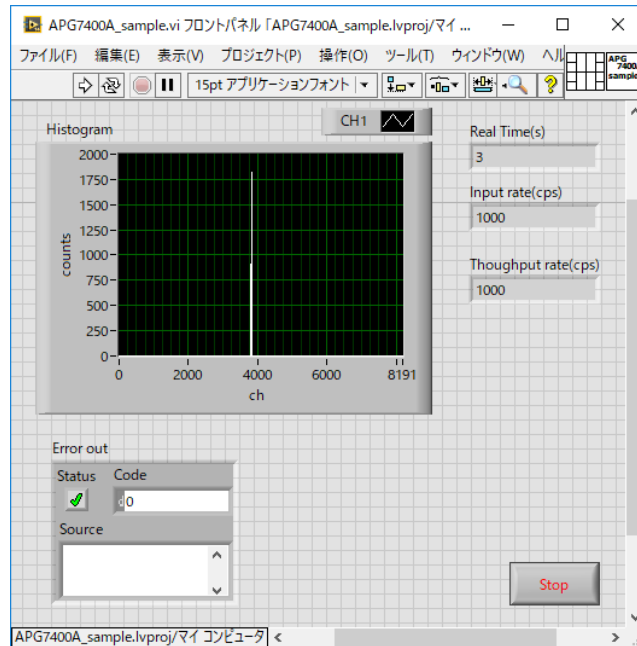 APG7400A_sample.vi フロントパネル「APG7400A_sample.lvproj/マイ ...
ファイル(F) 編集(E) 表示(V) プロジェクト(P) 操作(O) ツール(T) ウィンドウ(W) ヘル
APG
7400
sample
15pt アプリケーションフォント
Histogram
CH1
2000
1750
1500
1250
1000
750
500
250
0
counts
0 2000 4000 6000 8191
ch
Real Time(s)
3
Input rate(cps)
1000
Thoughput rate(cps)
1000
Error out
Status Code
d 0
Source
Stop
APG7400A_sample.lvproj/マイ コンピュータ